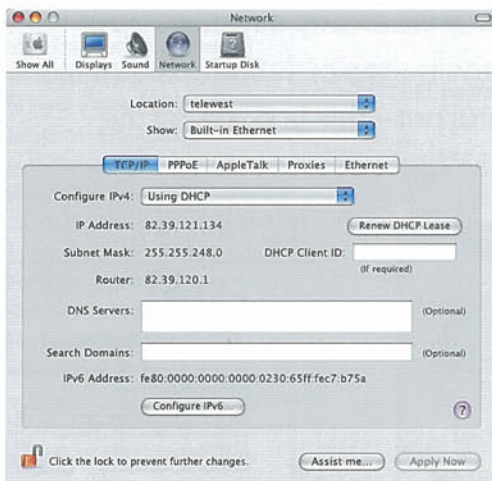 Network
Show All Displays Sound Network Startup Disk
Location: telewest
Show: Built-in Ethernet
TCP/IP PPPoE AppleTalk Proxies Ethernet
Configure IPv4: Using DHCP
IP Address: 82.39.121.134 Renew DHCP Lease
Subnet Mask: 255.255.248.0 DHCP Client ID:
(If required)
Router: 82.39.120.1
DNS Servers: (Optional)
Search Domains: (Optional)
IPv6 Address: fe80:0000:0000:0000:0230:65ff:fec7:b75a
Configure IPv6...
?
Click the lock to prevent further changes. Assist me... Apply Now